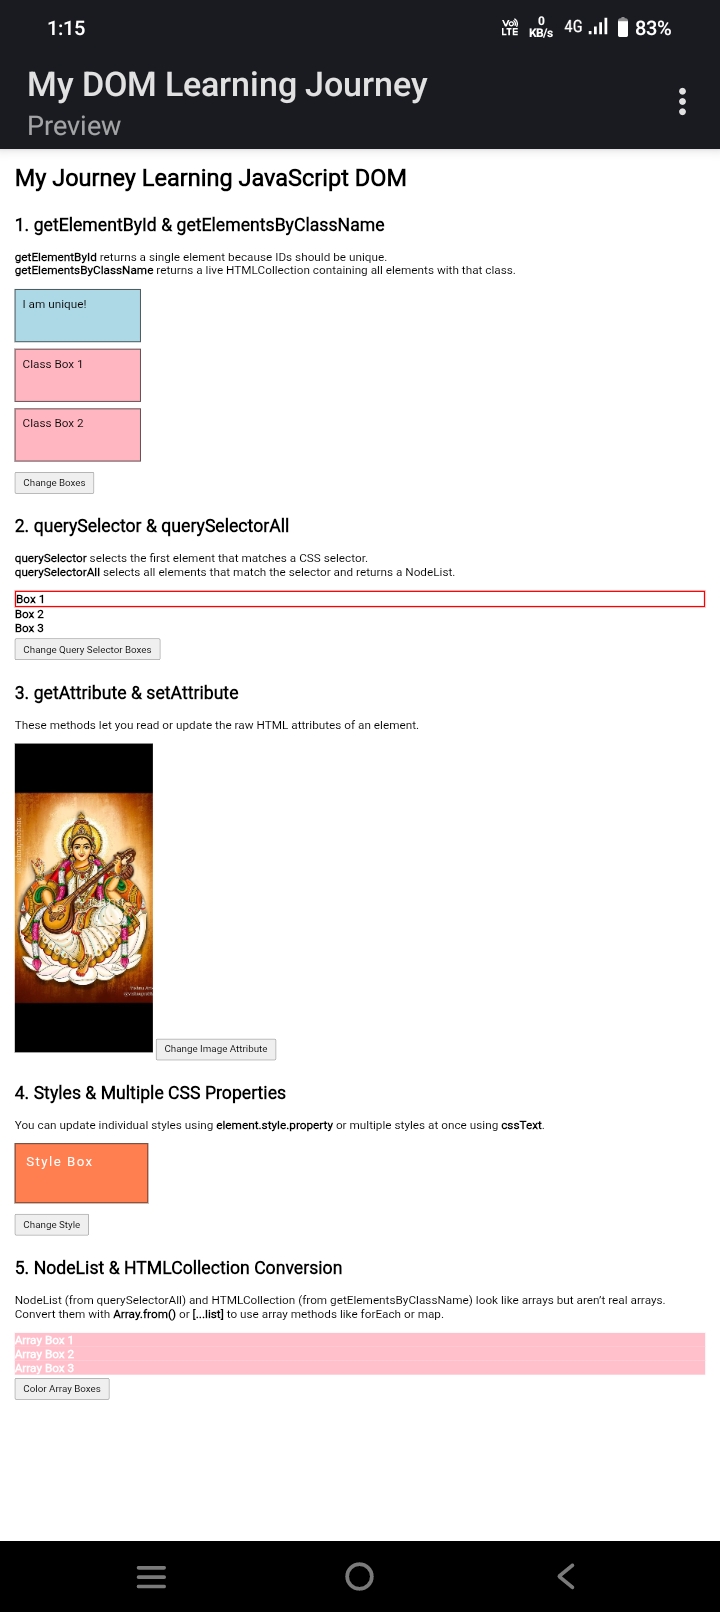 1:15
Vo)) LTE
0 KB/s
4G
83%
My DOM Learning Journey
Preview
My Journey Learning JavaScript DOM
1. getElementById & getElementsByClassName
getElementById returns a single element because IDs should be unique.
getElementsByClassName returns a live HTMLCollection containing all elements with that class.
I am unique!
Class Box 1
Class Box 2
Change Boxes
2. querySelector & querySelectorAll
querySelector selects the first element that matches a CSS selector.
querySelectorAll selects all elements that match the selector and returns a NodeList.
Box 1
Box 2
Box 3
Change Query Selector Boxes
3. getAttribute & setAttribute
These methods let you read or update the raw HTML attributes of an element.
Change Image Attribute
4. Styles & Multiple CSS Properties
You can update individual styles using element.style.property or multiple styles at once using cssText.
Style Box
Change Style
5. NodeList & HTMLCollection Conversion
NodeList (from querySelectorAll) and HTMLCollection (from getElementsByClassName) look like arrays but aren't real arrays.
Convert them with Array.from() or [...list] to use array methods like forEach or map.
Array Box 1
Array Box 2
Array Box 3
Color Array Boxes